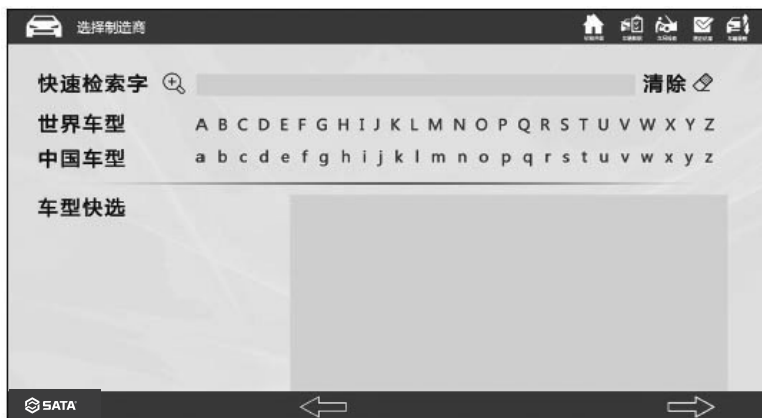 选择制造商
快速检索字 清除
世界车型 A B C D E F G H I J K L M N O P Q R S T U V W X Y Z
中国车型 a b c d e f g h i j k l m n o p q r s t u v w x y z
车型快选
SATA